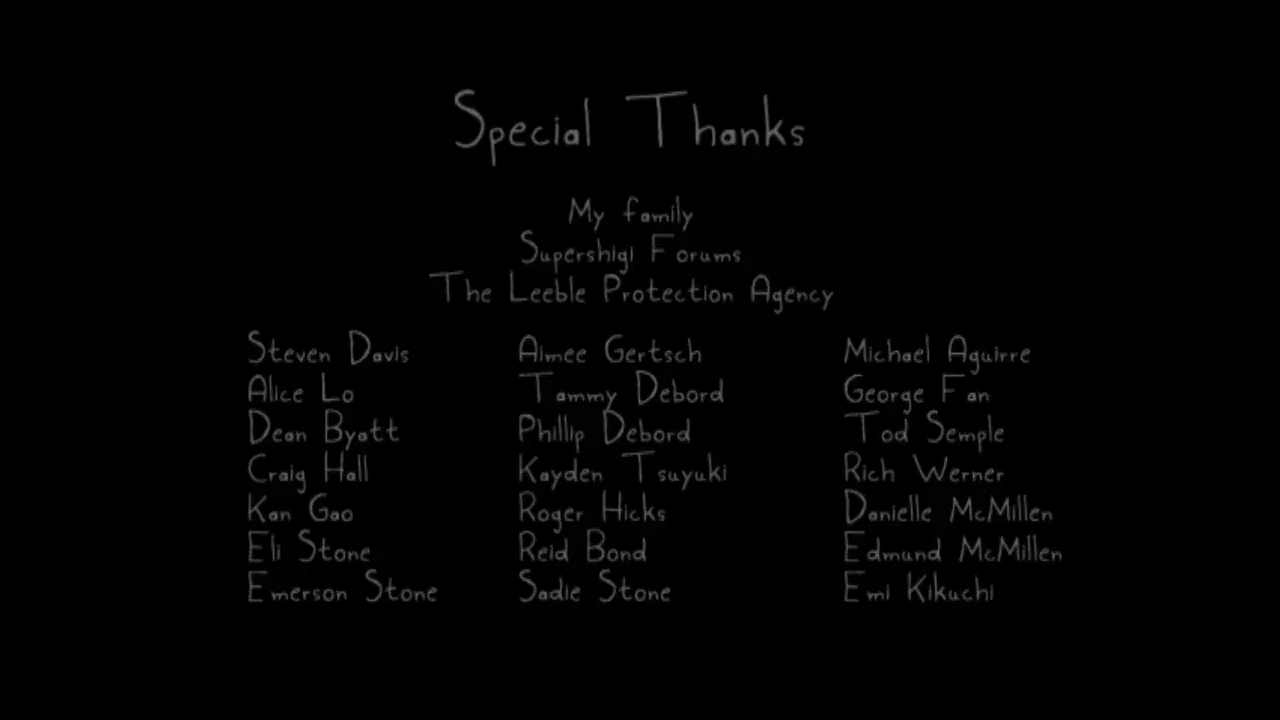 Special Thanks
My family
Supershigi Forums
The Leeble Protection Agency
Steven Davis
Alice Lo
Dean Byatt
Craig Hall
Kan Gao
Eli Stone
Emerson Stone
Aimee Gertsch
Tammy Debord
Phillip Debord
Kayden Tsuyuki
Roger Hicks
Reid Bond
Sadie Stone
Michael Aguirre
George Fan
Tod Semple
Rich Werner
Danielle McMillen
Edmund McMillen
Emi Kikuchi